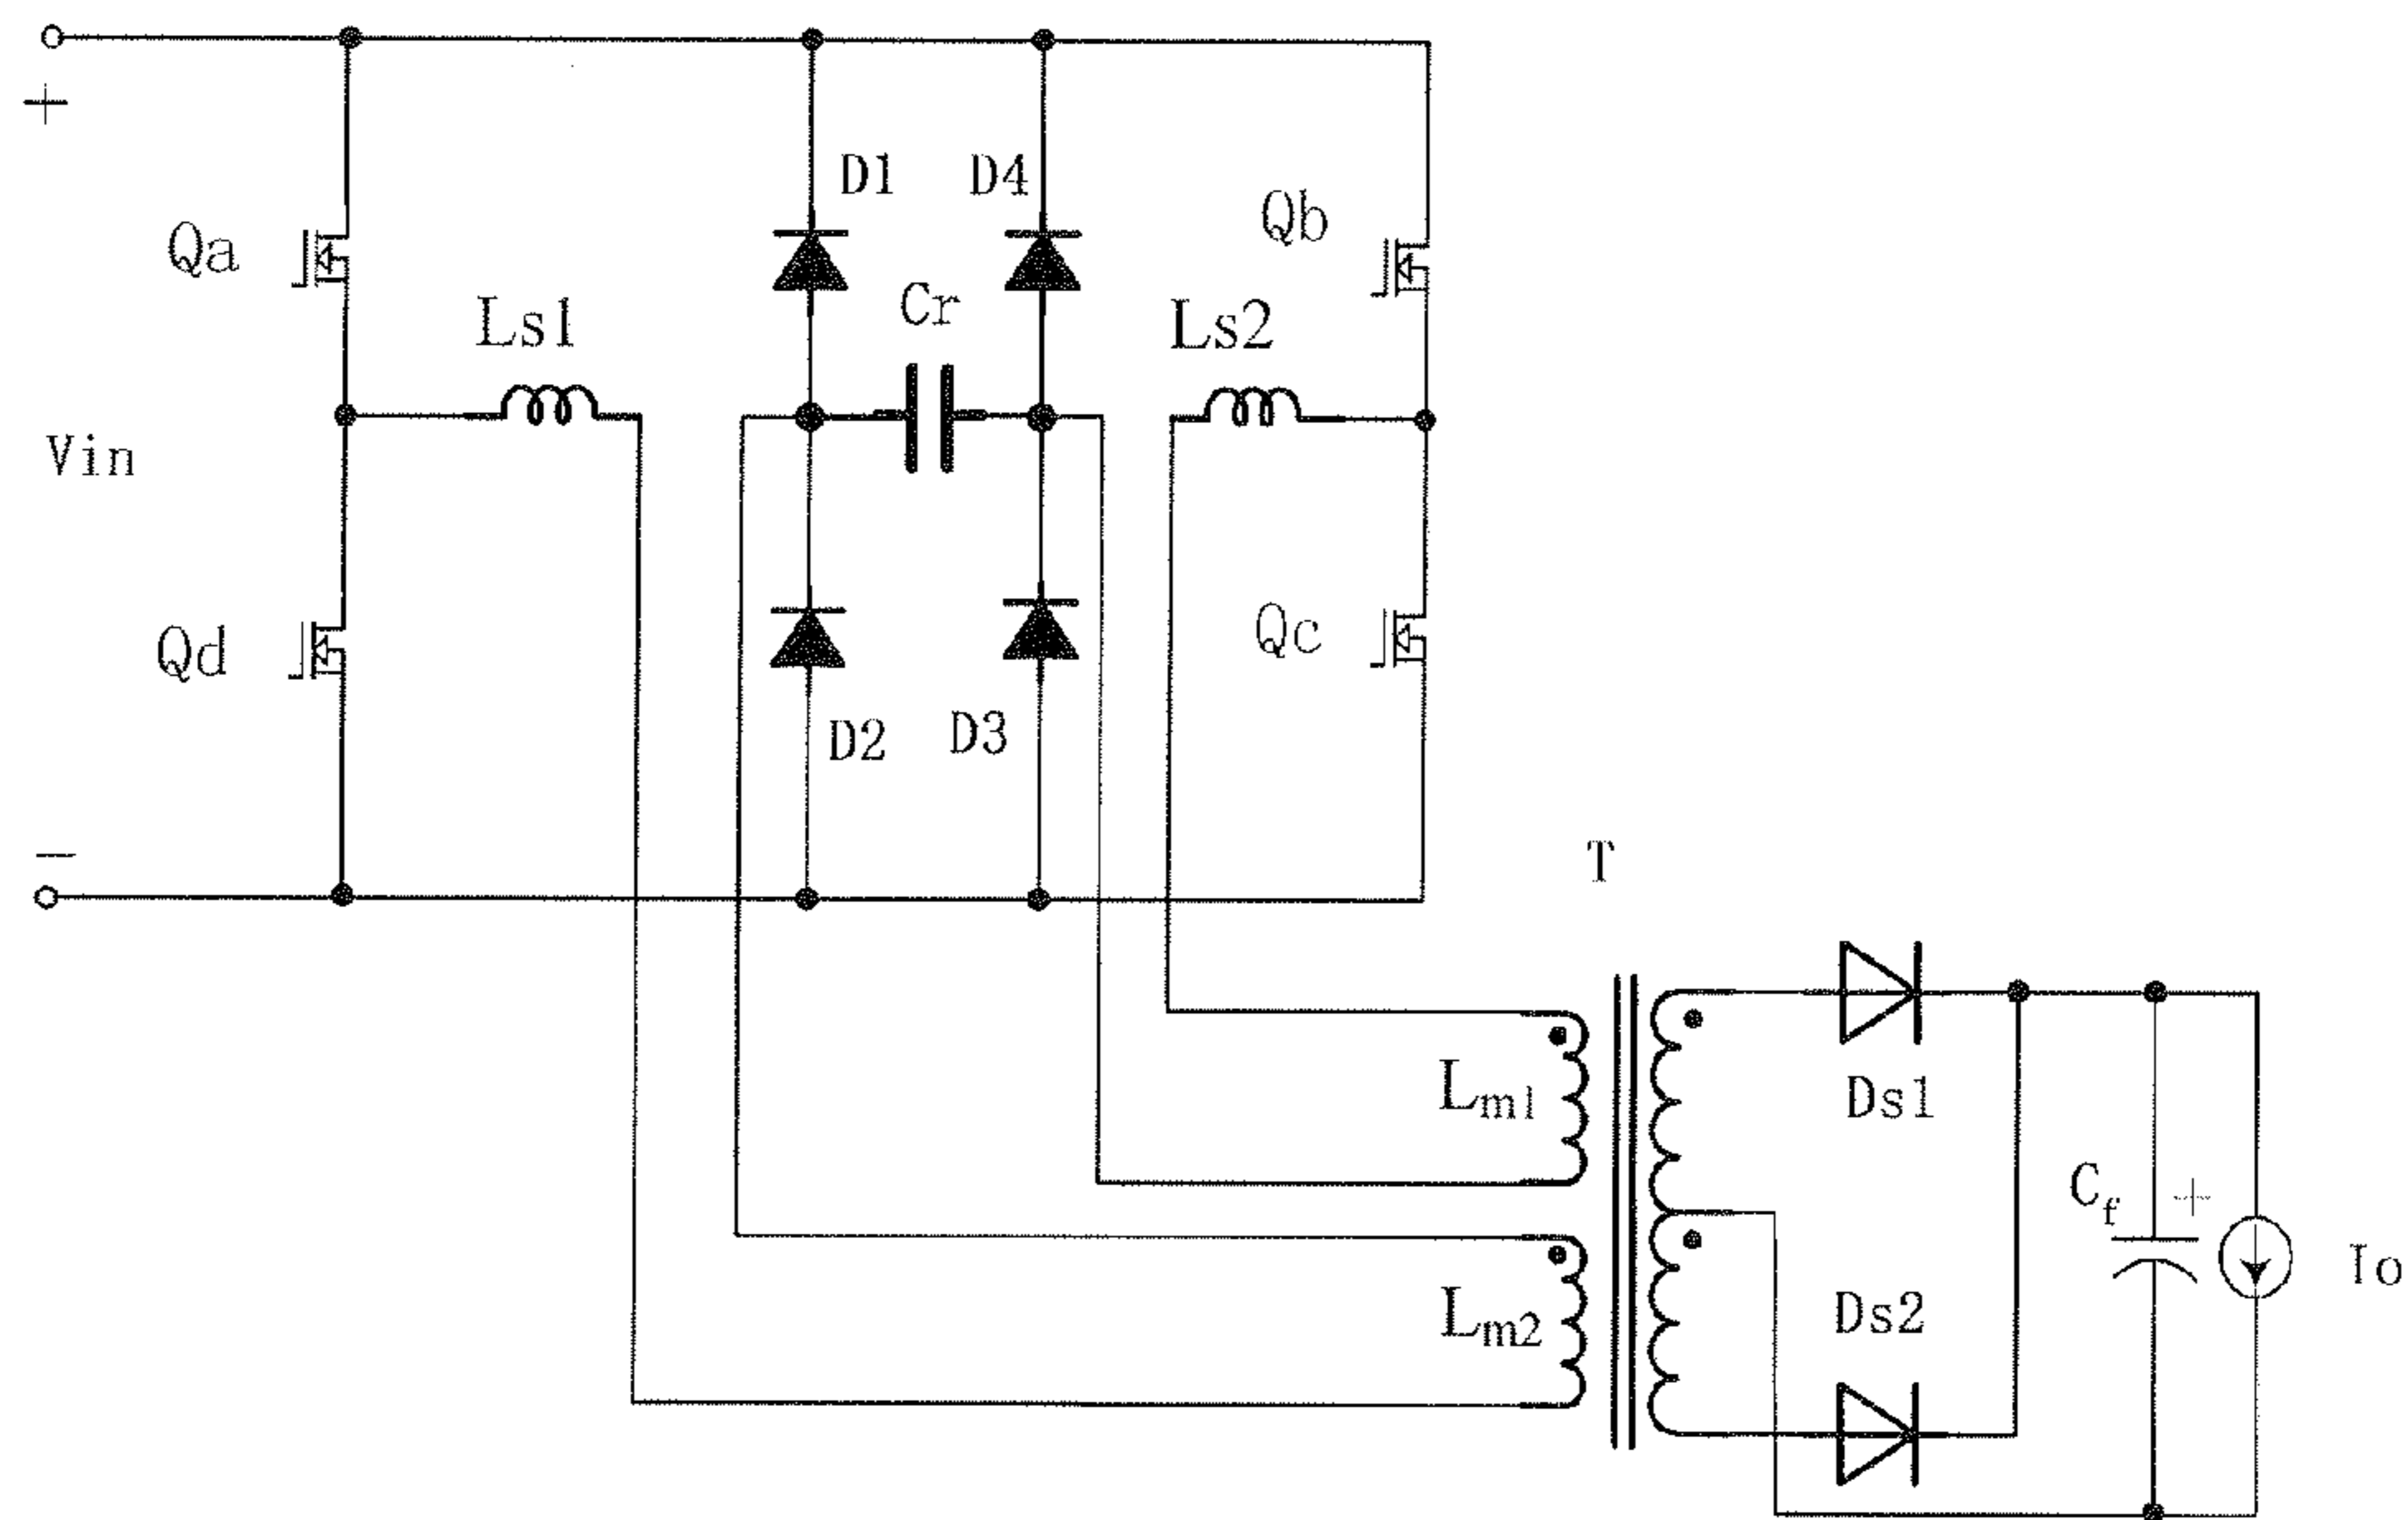 +
D1
D4
Qa
Qb
Cr
Ls1
Ls2
Vin
Qd
Qc
D2
D3
−
T
Lm1
Ds1
Cf
+
Io
Lm2
Ds2